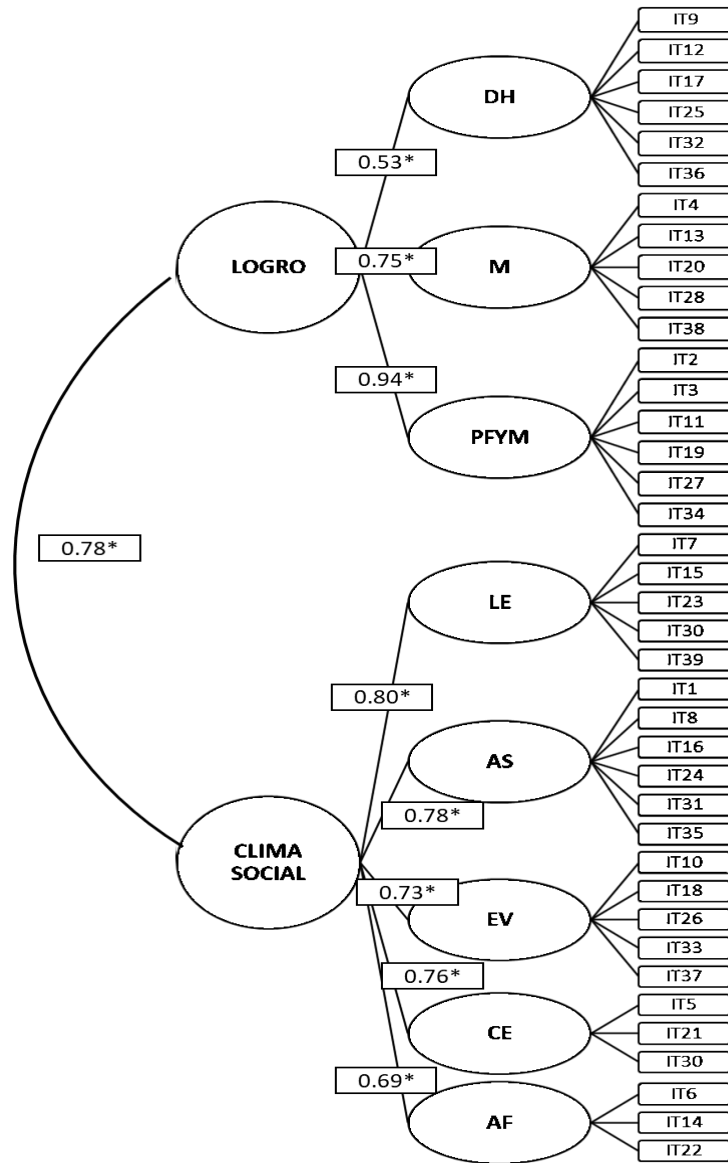 IT9
IT12
DH
IT17
IT25
IT32
0.53*
IT36
IT4
IT13
LOGRO
0.75*
M
IT20
IT28
IT38
IT2
0.94*
IT3
IT11
PFYM
IT19
IT27
IT34
0.78*
IT7
IT15
LE
IT23
IT30
IT39
0.80*
IT1
IT8
IT16
AS
IT24
IT31
0.78*
IT35
CLIMA
SOCIAL
IT10
0.73*
IT18
EV
IT26
IT33
0.76*
IT37
IT5
CE
IT21
IT30
0.69*
IT6
AF
IT14
IT22